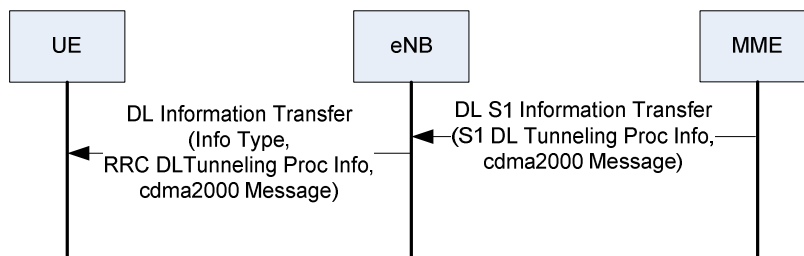 UE
eNB
MME
DL Information Transfer
(Info Type,
RRC DLTunneling Proc Info,
cdma2000 Message)
DL S1 Information Transfer
(S1 DL Tunneling Proc Info,
cdma2000 Message)